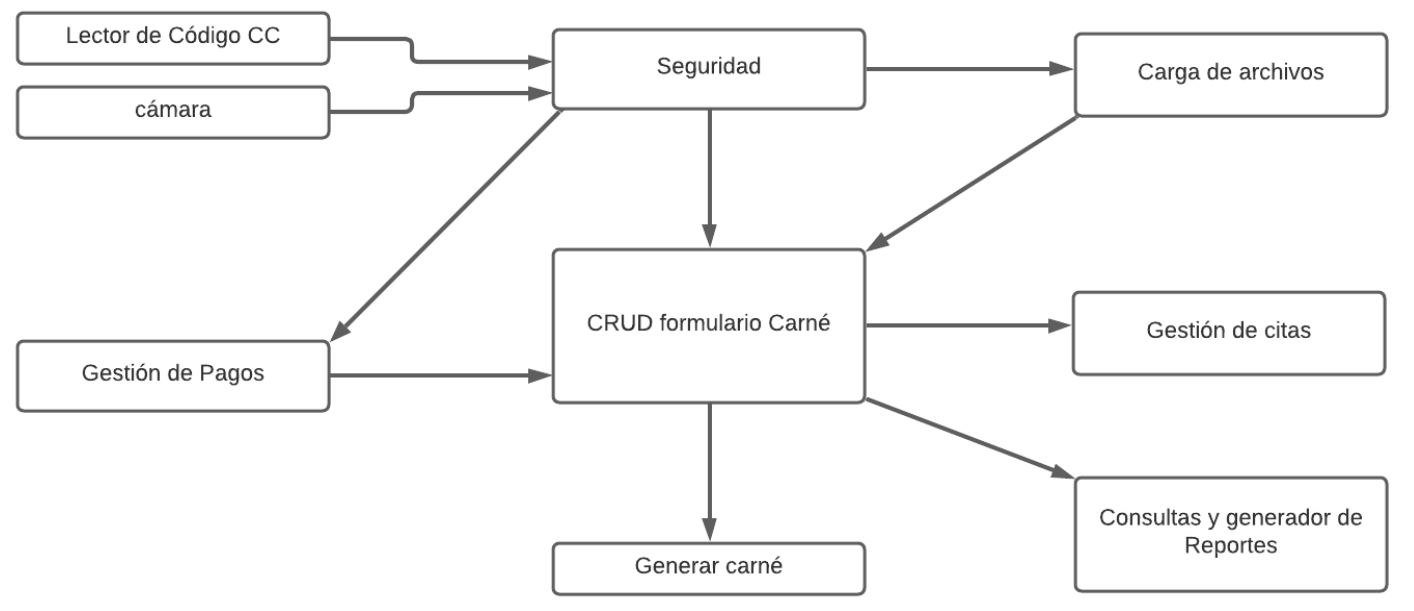 Lector de Código CC
cámara
Seguridad
Carga de archivos
Gestión de Pagos
CRUD formulario Carné
Gestión de citas
Generar carné
Consultas y generador de
Reportes